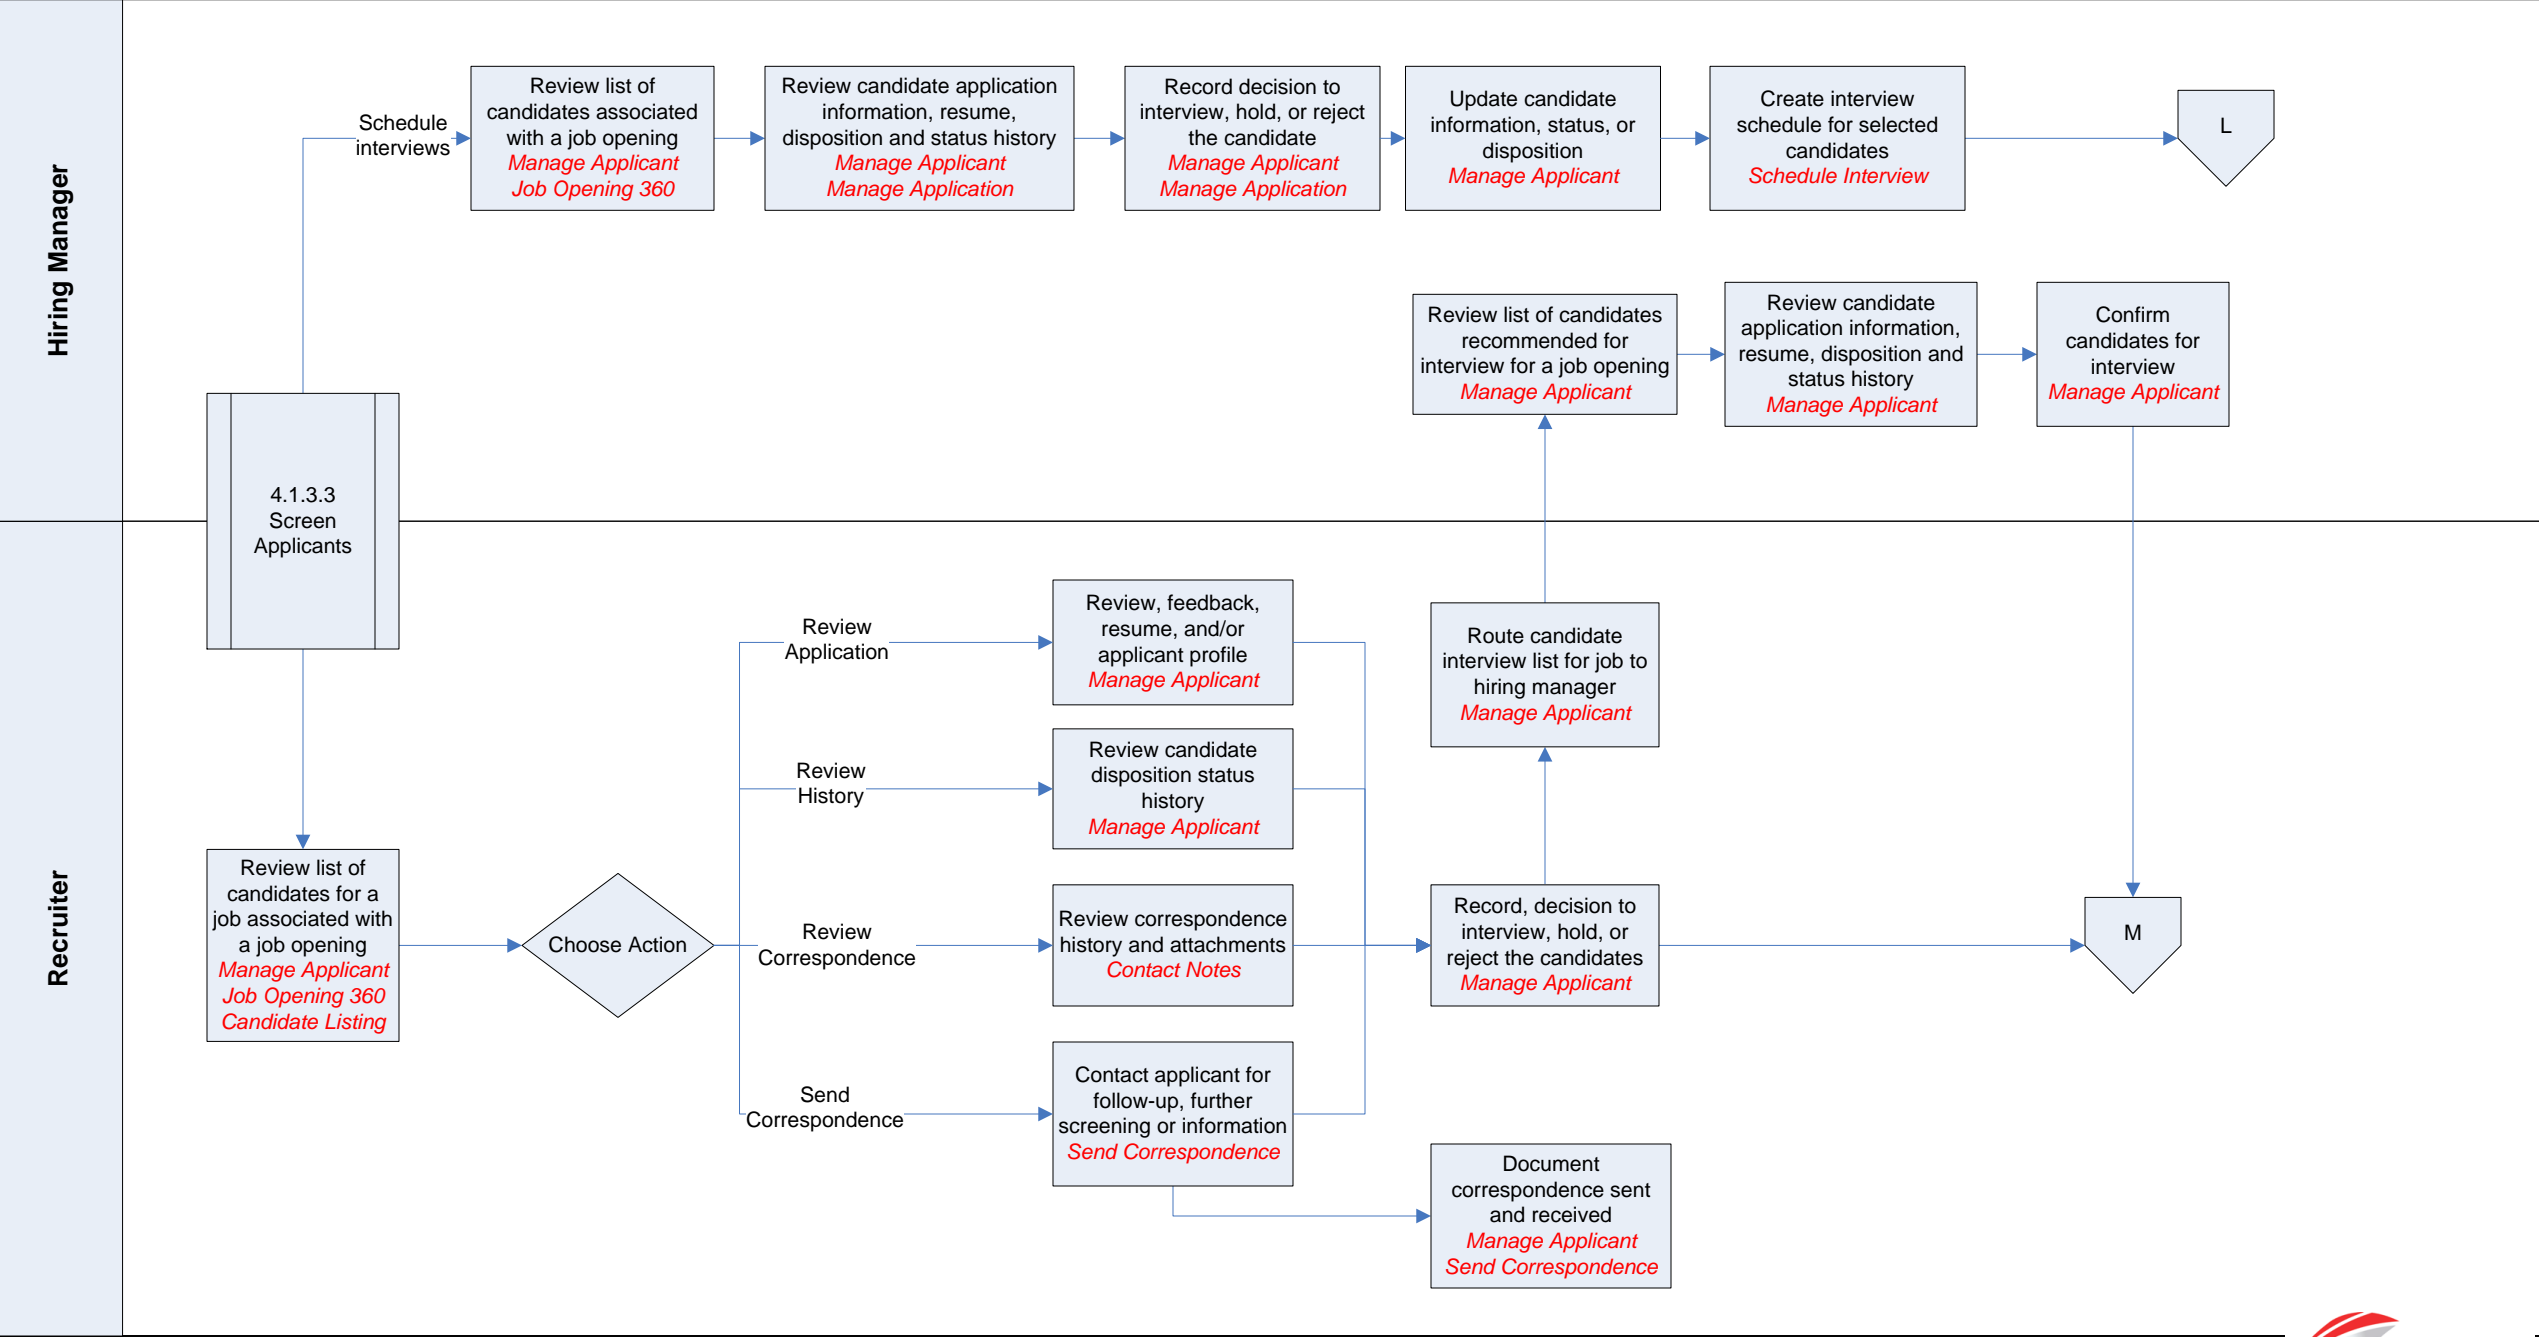 Hiring Manager
Schedule
interviews
Review list of
candidates associated
with a job opening
Manage Applicant
Job Opening 360
Review candidate application
information, resume,
disposition and status history
Manage Applicant
Manage Application
Record decision to
interview, hold, or reject
the candidate
Manage Applicant
Manage Application
Update candidate
information, status, or
disposition
Manage Applicant
Create interview
schedule for selected
candidates
Schedule Interview
L
Review list of candidates
recommended for
interview for a job opening
Manage Applicant
Review candidate
application information,
resume, disposition and
status history
Manage Applicant
Confirm
candidates for
interview
Manage Applicant
4.1.3.3
Screen
Applicants
Recruiter
Review list of
candidates for a
job associated with
a job opening
Manage Applicant
Job Opening 360
Candidate Listing
Choose Action
Review
Application
Review, feedback,
resume, and/or
applicant profile
Manage Applicant
Review
History
Review candidate
disposition status
history
Manage Applicant
Review
Correspondence
Review correspondence
history and attachments
Contact Notes
Send
Correspondence
Contact applicant for
follow-up, further
screening or information
Send Correspondence
Route candidate
interview list for job to
hiring manager
Manage Applicant
Record, decision to
interview, hold, or
reject the candidates
Manage Applicant
M
Document
correspondence sent
and received
Manage Applicant
Send Correspondence